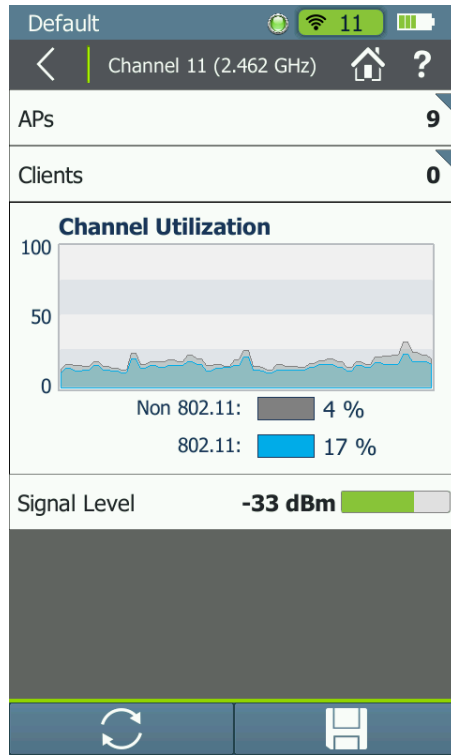 Default 11
Channel 11 (2.462 GHz) ?
APs 9
Clients 0
Channel Utilization
100
50
0
Non 802.11: 4 %
802.11: 17 %
Signal Level -33 dBm